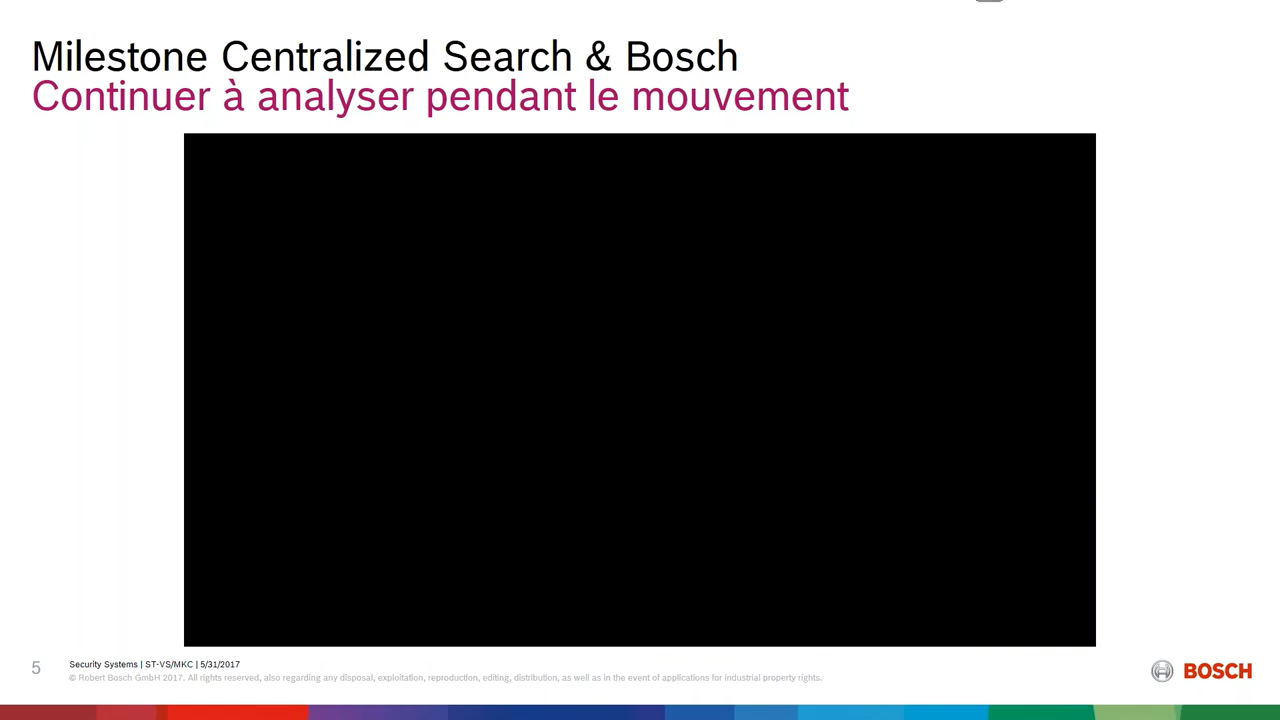 Milestone Centralized Search & Bosch
Continuer à analyser pendant le mouvement
5
Security Systems | ST-VS/MKC | 5/31/2017
© Robert Bosch GmbH 2017. All rights reserved, also regarding any disposal, exploitation, reproduction, editing, distribution, as well as in the event of applications for industrial property rights.
BOSCH